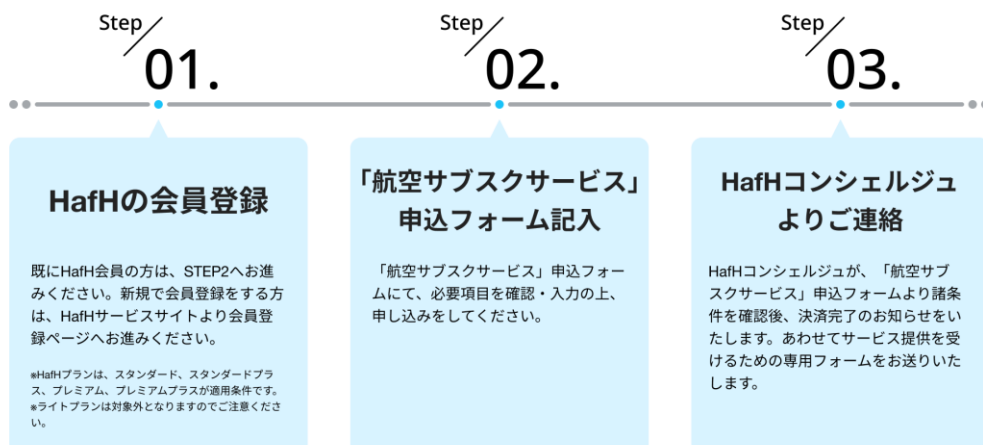 Step
01.
HafHの会員登録
既にHafH会員の方は、STEP2へお進
みください。新規で会員登録をする方
は、HafHサービスサイトより会員登
録ページへお進みください。
※HafHプランは、スタンダード、スタンダードプラ
ス、プレミアム、プレミアムプラスが適用条件です。
※ライトプランは対象外となりますのでご注意くださ
い。
Step
02.
「航空サブスクサービス」
申込フォーム記入
「航空サブスクサービス」申込フォー
ムにて、必要項目を確認・入力の上、
申し込みをしてください。
Step
03.
HafHコンシェルジュ
よりご連絡
HafHコンシェルジュが、「航空サブ
スクサービス」申込フォームより諸条
件を確認後、決済完了のお知らせをい
たします。あわせてサービス提供を受
けるための専用フォームをお送りいた
します。